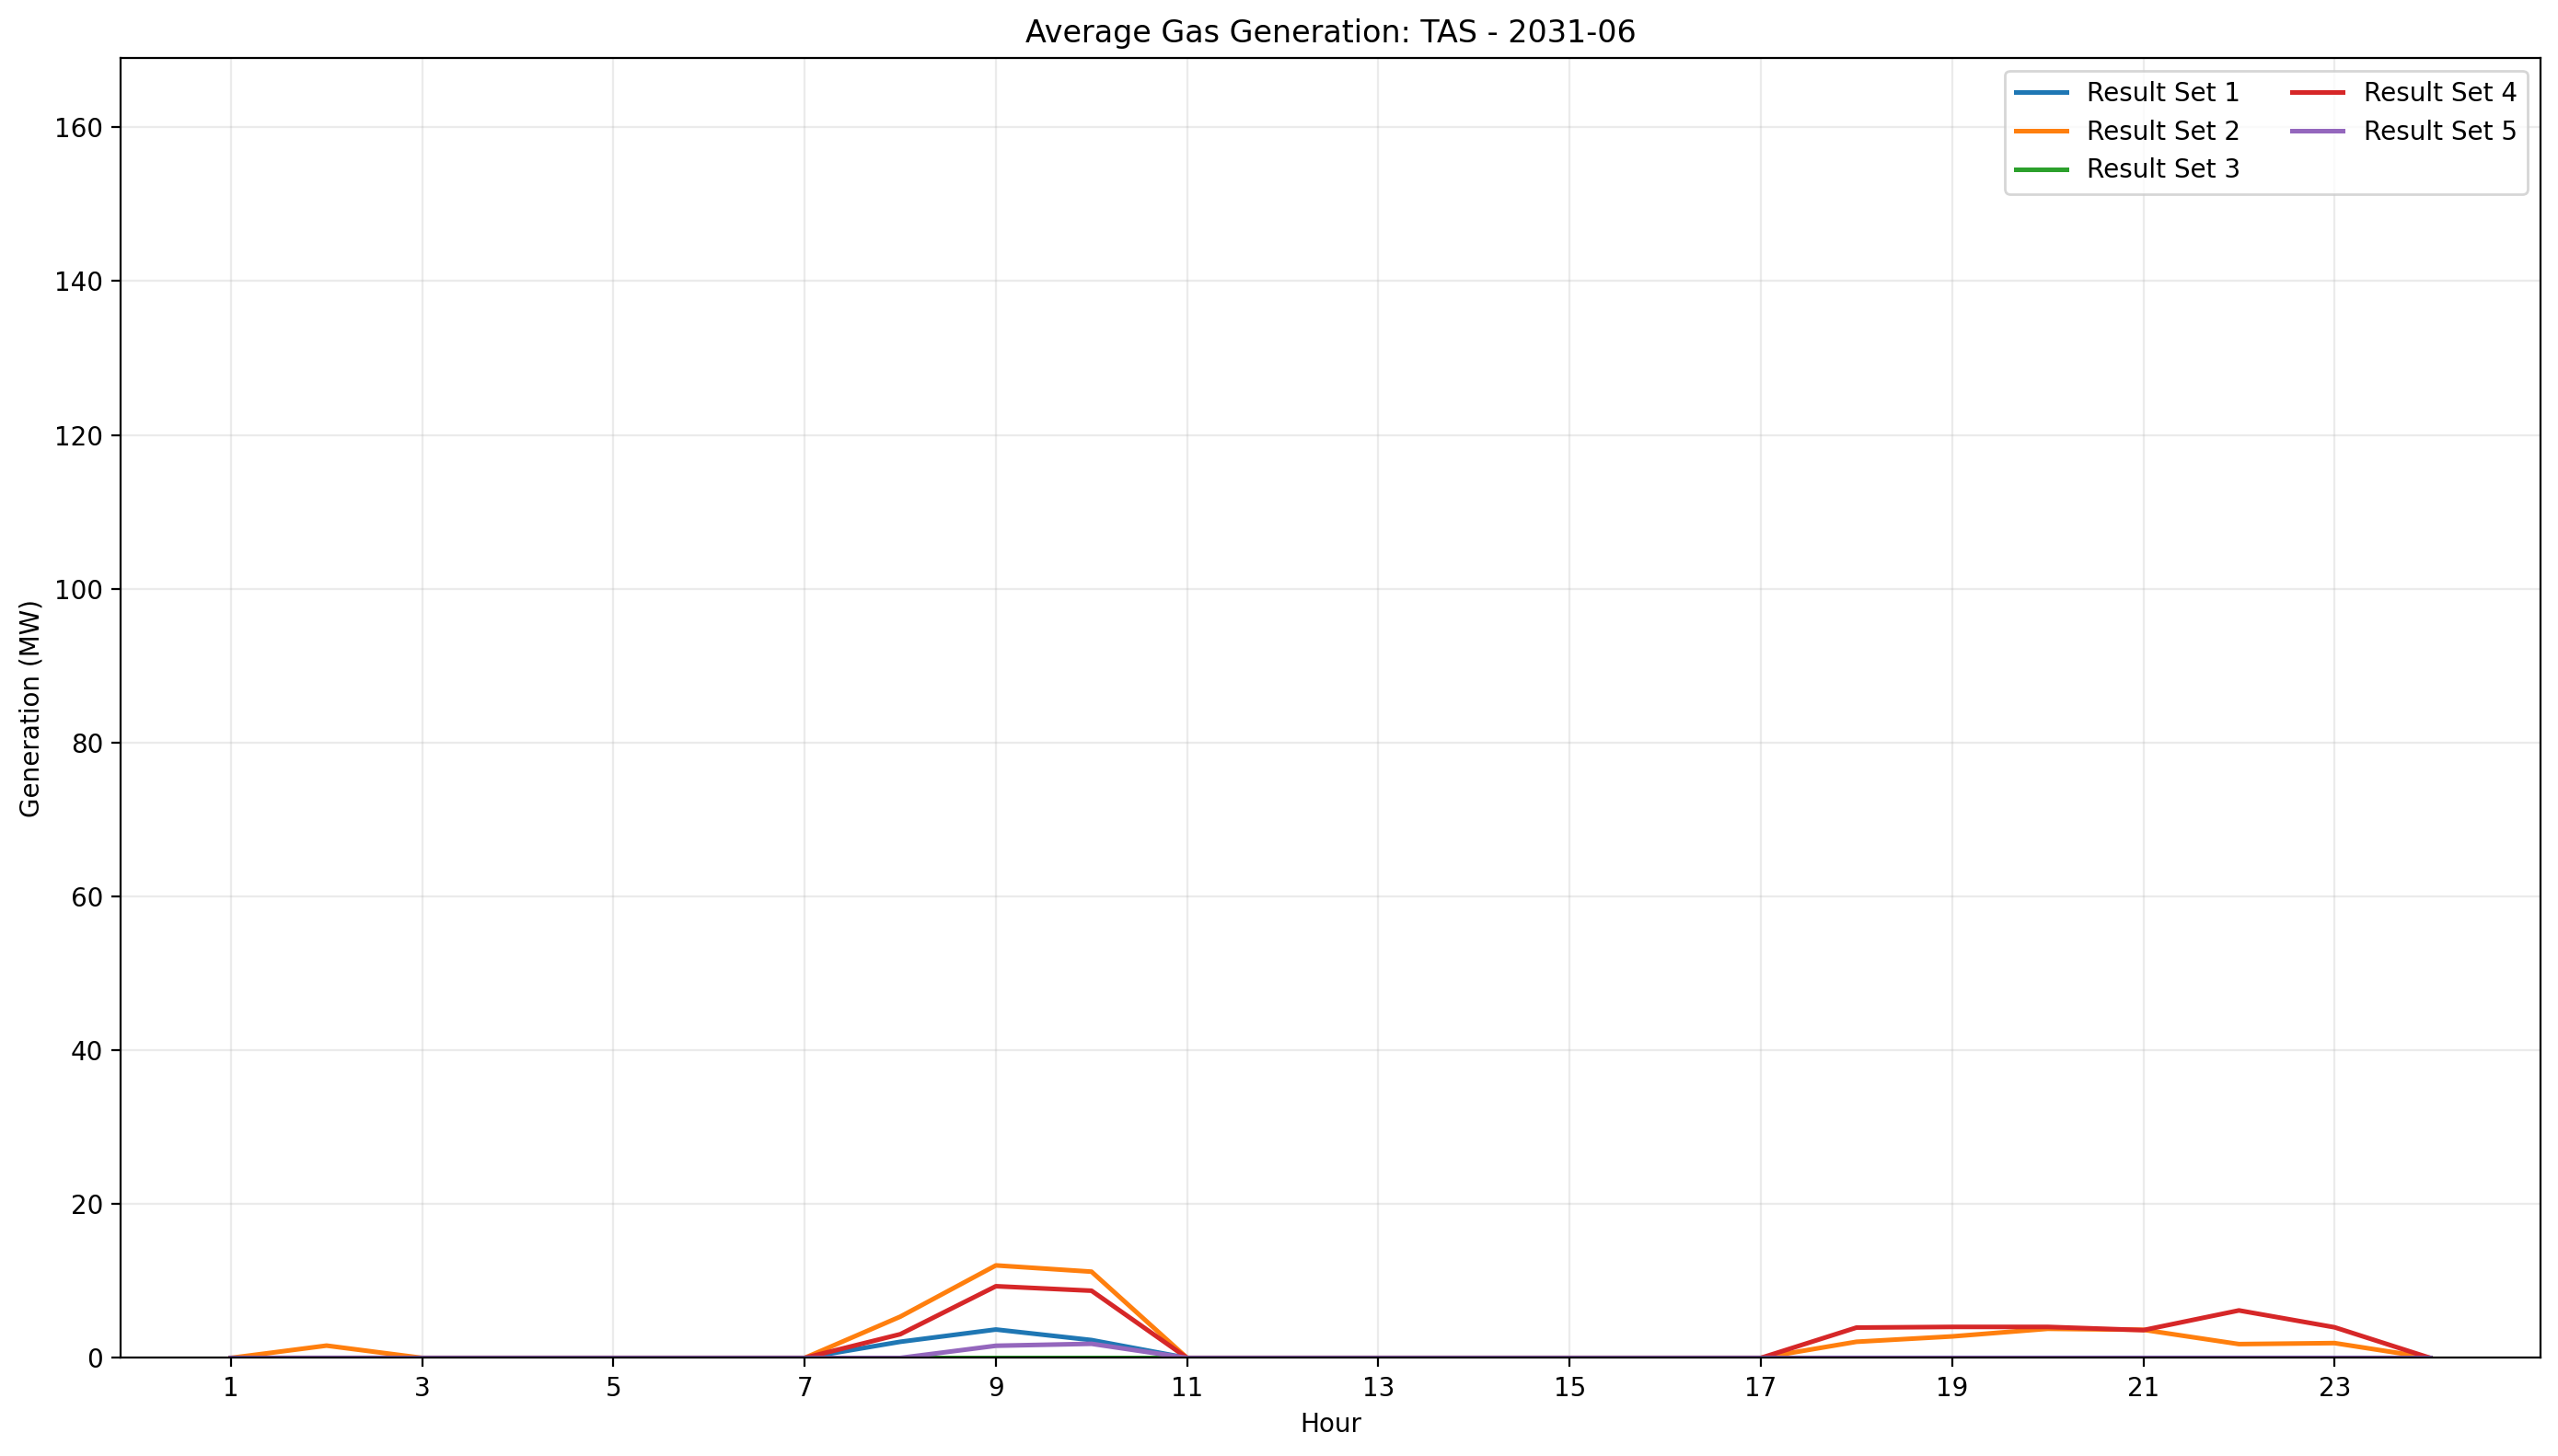 Average Gas Generation: TAS - 2031-06
Result Set 1
Result Set 2
Result Set 3
Result Set 4
Result Set 5
Generation (MW)
160
140
120
100
80
60
40
20
0
1 3 5 7 9 11 13 15 17 19 21 23
Hour